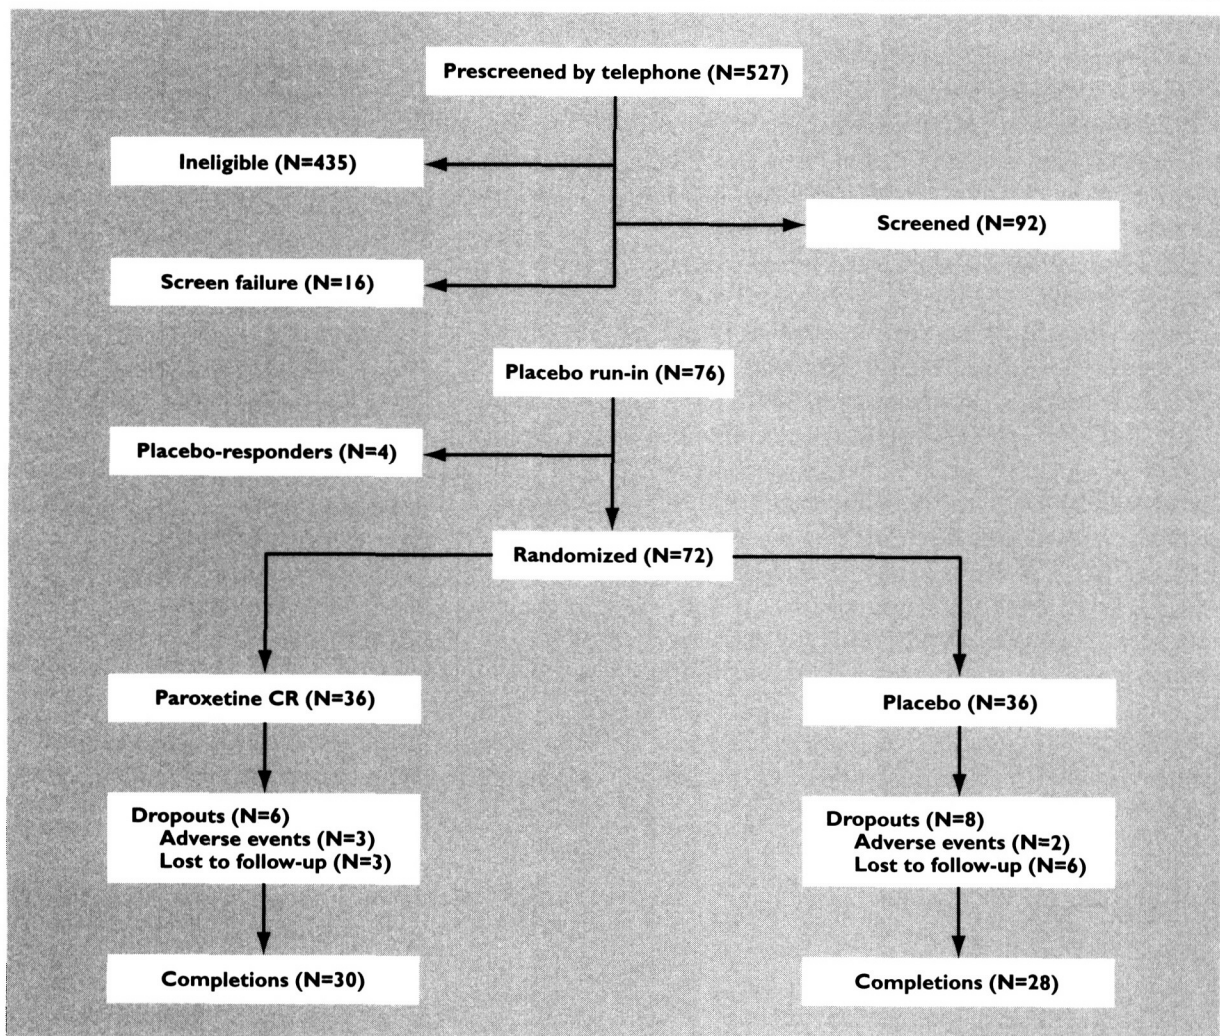 Prescreened by telephone (N=527)
Ineligible (N=435)
Screened (N=92)
Screen failure (N=16)
Placebo run-in (N=76)
Placebo-responders (N=4)
Randomized (N=72)
Paroxetine CR (N=36)
Placebo (N=36)
Dropouts (N=6)
Adverse events (N=3)
Lost to follow-up (N=3)
Dropouts (N=8)
Adverse events (N=2)
Lost to follow-up (N=6)
Completions (N=30)
Completions (N=28)